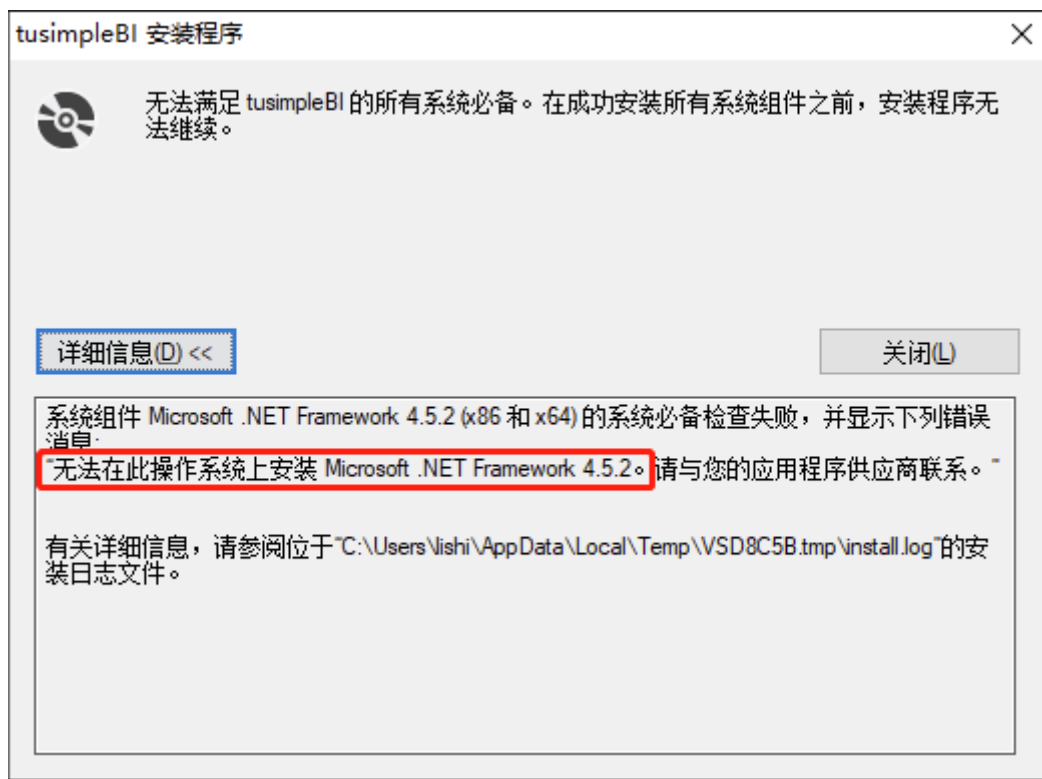 tusimpleBI 安装程序
无法满足 tusimpleBI 的所有系统必备。在成功安装所有系统组件之前，安装程序无
法继续。
详细信息(D) <<
关闭(L)
系统组件 Microsoft .NET Framework 4.5.2 (x86 和 x64) 的系统必备检查失败，并显示下列错误
消息:
"无法在此操作系统上安装 Microsoft .NET Framework 4.5.2。请与您的应用程序供应商联系。"
有关详细信息，请参阅位于"C:\Users\lishi\AppData\Local\Temp\VSD8C5B.tmp\install.log"的安
装日志文件。